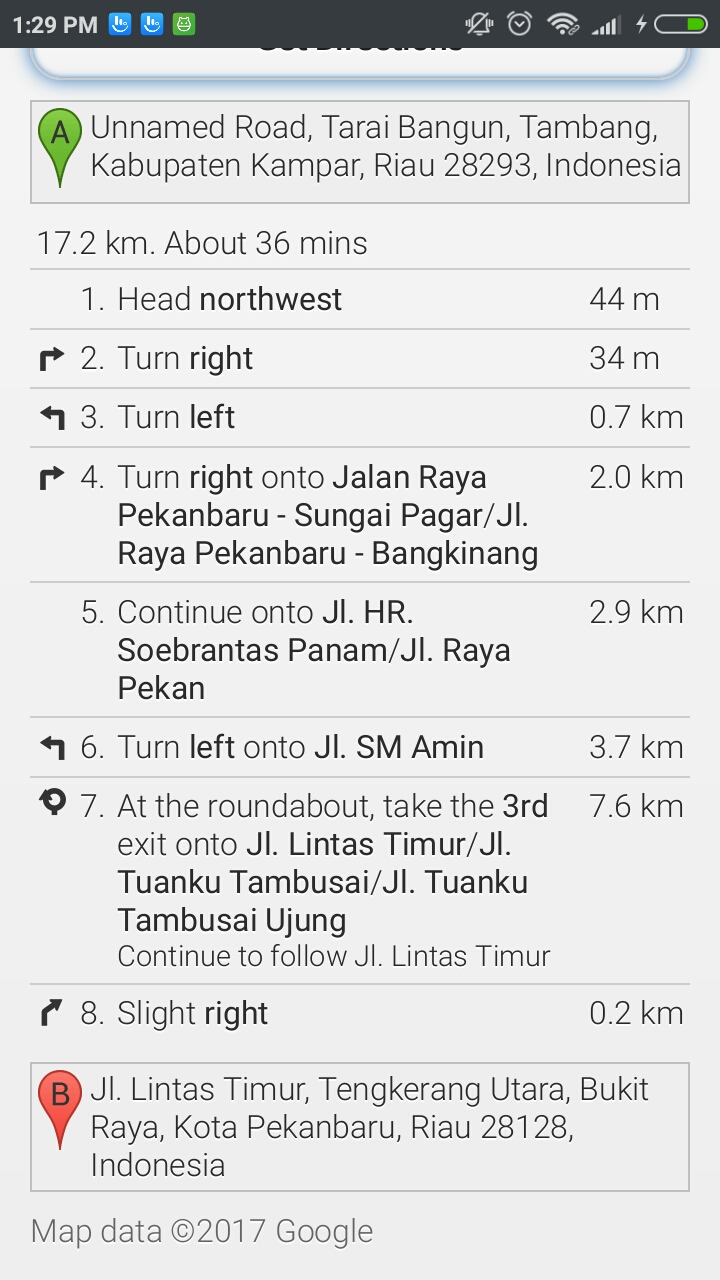 1:29 PM
A
Unnamed Road, Tarai Bangun, Tambang,
Kabupaten Kampar, Riau 28293, Indonesia
17.2 km. About 36 mins
1. Head northwest 44 m
2. Turn right 34 m
3. Turn left 0.7 km
4. Turn right onto Jalan Raya 2.0 km
Pekanbaru - Sungai Pagar/Jl.
Raya Pekanbaru - Bangkinang
5. Continue onto Jl. HR. 2.9 km
Soebrantas Panam/Jl. Raya
Pekan
6. Turn left onto Jl. SM Amin 3.7 km
7. At the roundabout, take the 3rd 7.6 km
exit onto Jl. Lintas Timur/Jl.
Tuanku Tambusai/Jl. Tuanku
Tambusai Ujung
Continue to follow Jl. Lintas Timur
8. Slight right 0.2 km
B
Jl. Lintas Timur, Tengkerang Utara, Bukit
Raya, Kota Pekanbaru, Riau 28128,
Indonesia
Map data ©2017 Google